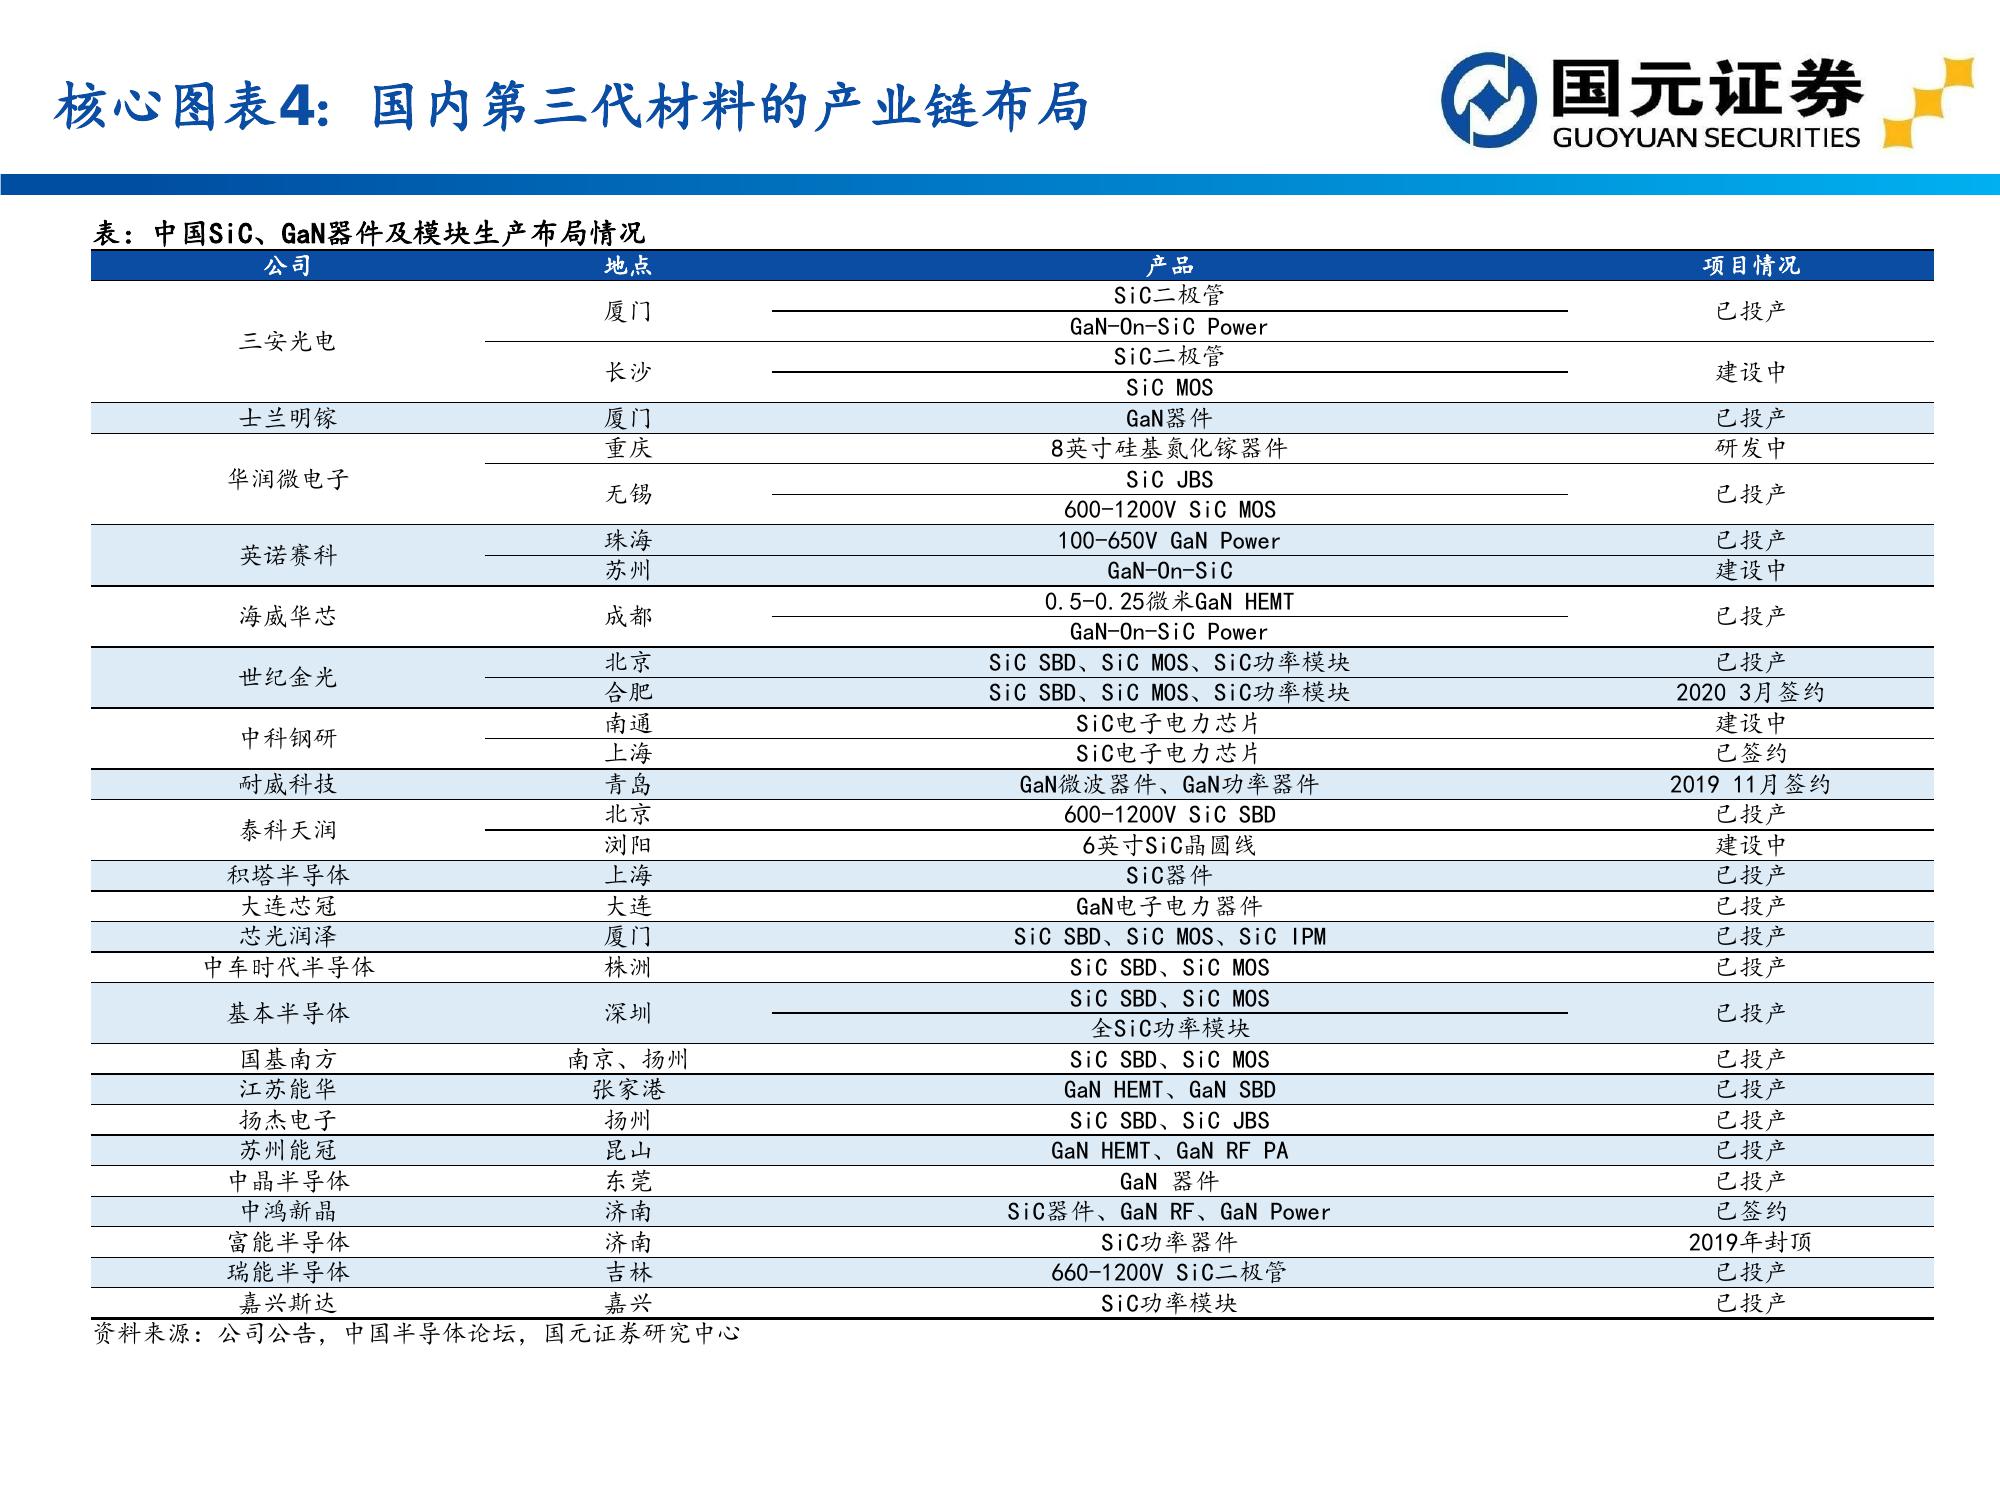 核心图表4：国内第三代材料的产业链布局
国元证券
GUOYUAN SECURITIES
表：中国SiC、GaN器件及模块生产布局情况
公司 地点 产品 项目情况
三安光电 厦门 SiC二极管 已投产
GaN-On-SiC Power
长沙 SiC二极管 建设中
SiC MOS
士兰明镓 厦门 GaN器件 已投产
华润微电子 重庆 8英寸硅基氮化镓器件 研发中
无锡 SiC JBS 已投产
600-1200V SiC MOS
英诺赛科 珠海 100-650V GaN Power 已投产
苏州 GaN-On-SiC 建设中
海威华芯 成都 0.5-0.25微米GaN HEMT 已投产
GaN-On-SiC Power
世纪金光 北京 SiC SBD、SiC MOS、SiC功率模块 已投产
合肥 SiC SBD、SiC MOS、SiC功率模块 2020 3月签约
中科钢研 南通 SiC电子电力芯片 建设中
上海 SiC电子电力芯片 已签约
耐威科技 青岛 GaN微波器件、GaN功率器件 2019 11月签约
泰科天润 北京 600-1200V SiC SBD 已投产
浏阳 6英寸SiC晶圆线 建设中
积塔半导体 上海 SiC器件 已投产
大连芯冠 大连 GaN电子电力器件 已投产
芯光润泽 厦门 SiC SBD、SiC MOS、SiC IPM 已投产
中车时代半导体 株洲 SiC SBD、SiC MOS 已投产
基本半导体 深圳 SiC SBD、SiC MOS 已投产
全SiC功率模块
国基南方 南京、扬州 SiC SBD、SiC MOS 已投产
江苏能华 张家港 GaN HEMT、GaN SBD 已投产
扬杰电子 扬州 SiC SBD、SiC JBS 已投产
苏州能冠 昆山 GaN HEMT、GaN RF PA 已投产
中晶半导体 东莞 GaN 器件 已投产
中鸿新晶 济南 SiC器件、GaN RF、GaN Power 已签约
富能半导体 济南 SiC功率器件 2019年封顶
瑞能半导体 吉林 660-1200V SiC二极管 已投产
嘉兴斯达 嘉兴 SiC功率模块 已投产
资料来源：公司公告，中国半导体论坛，国元证券研究中心